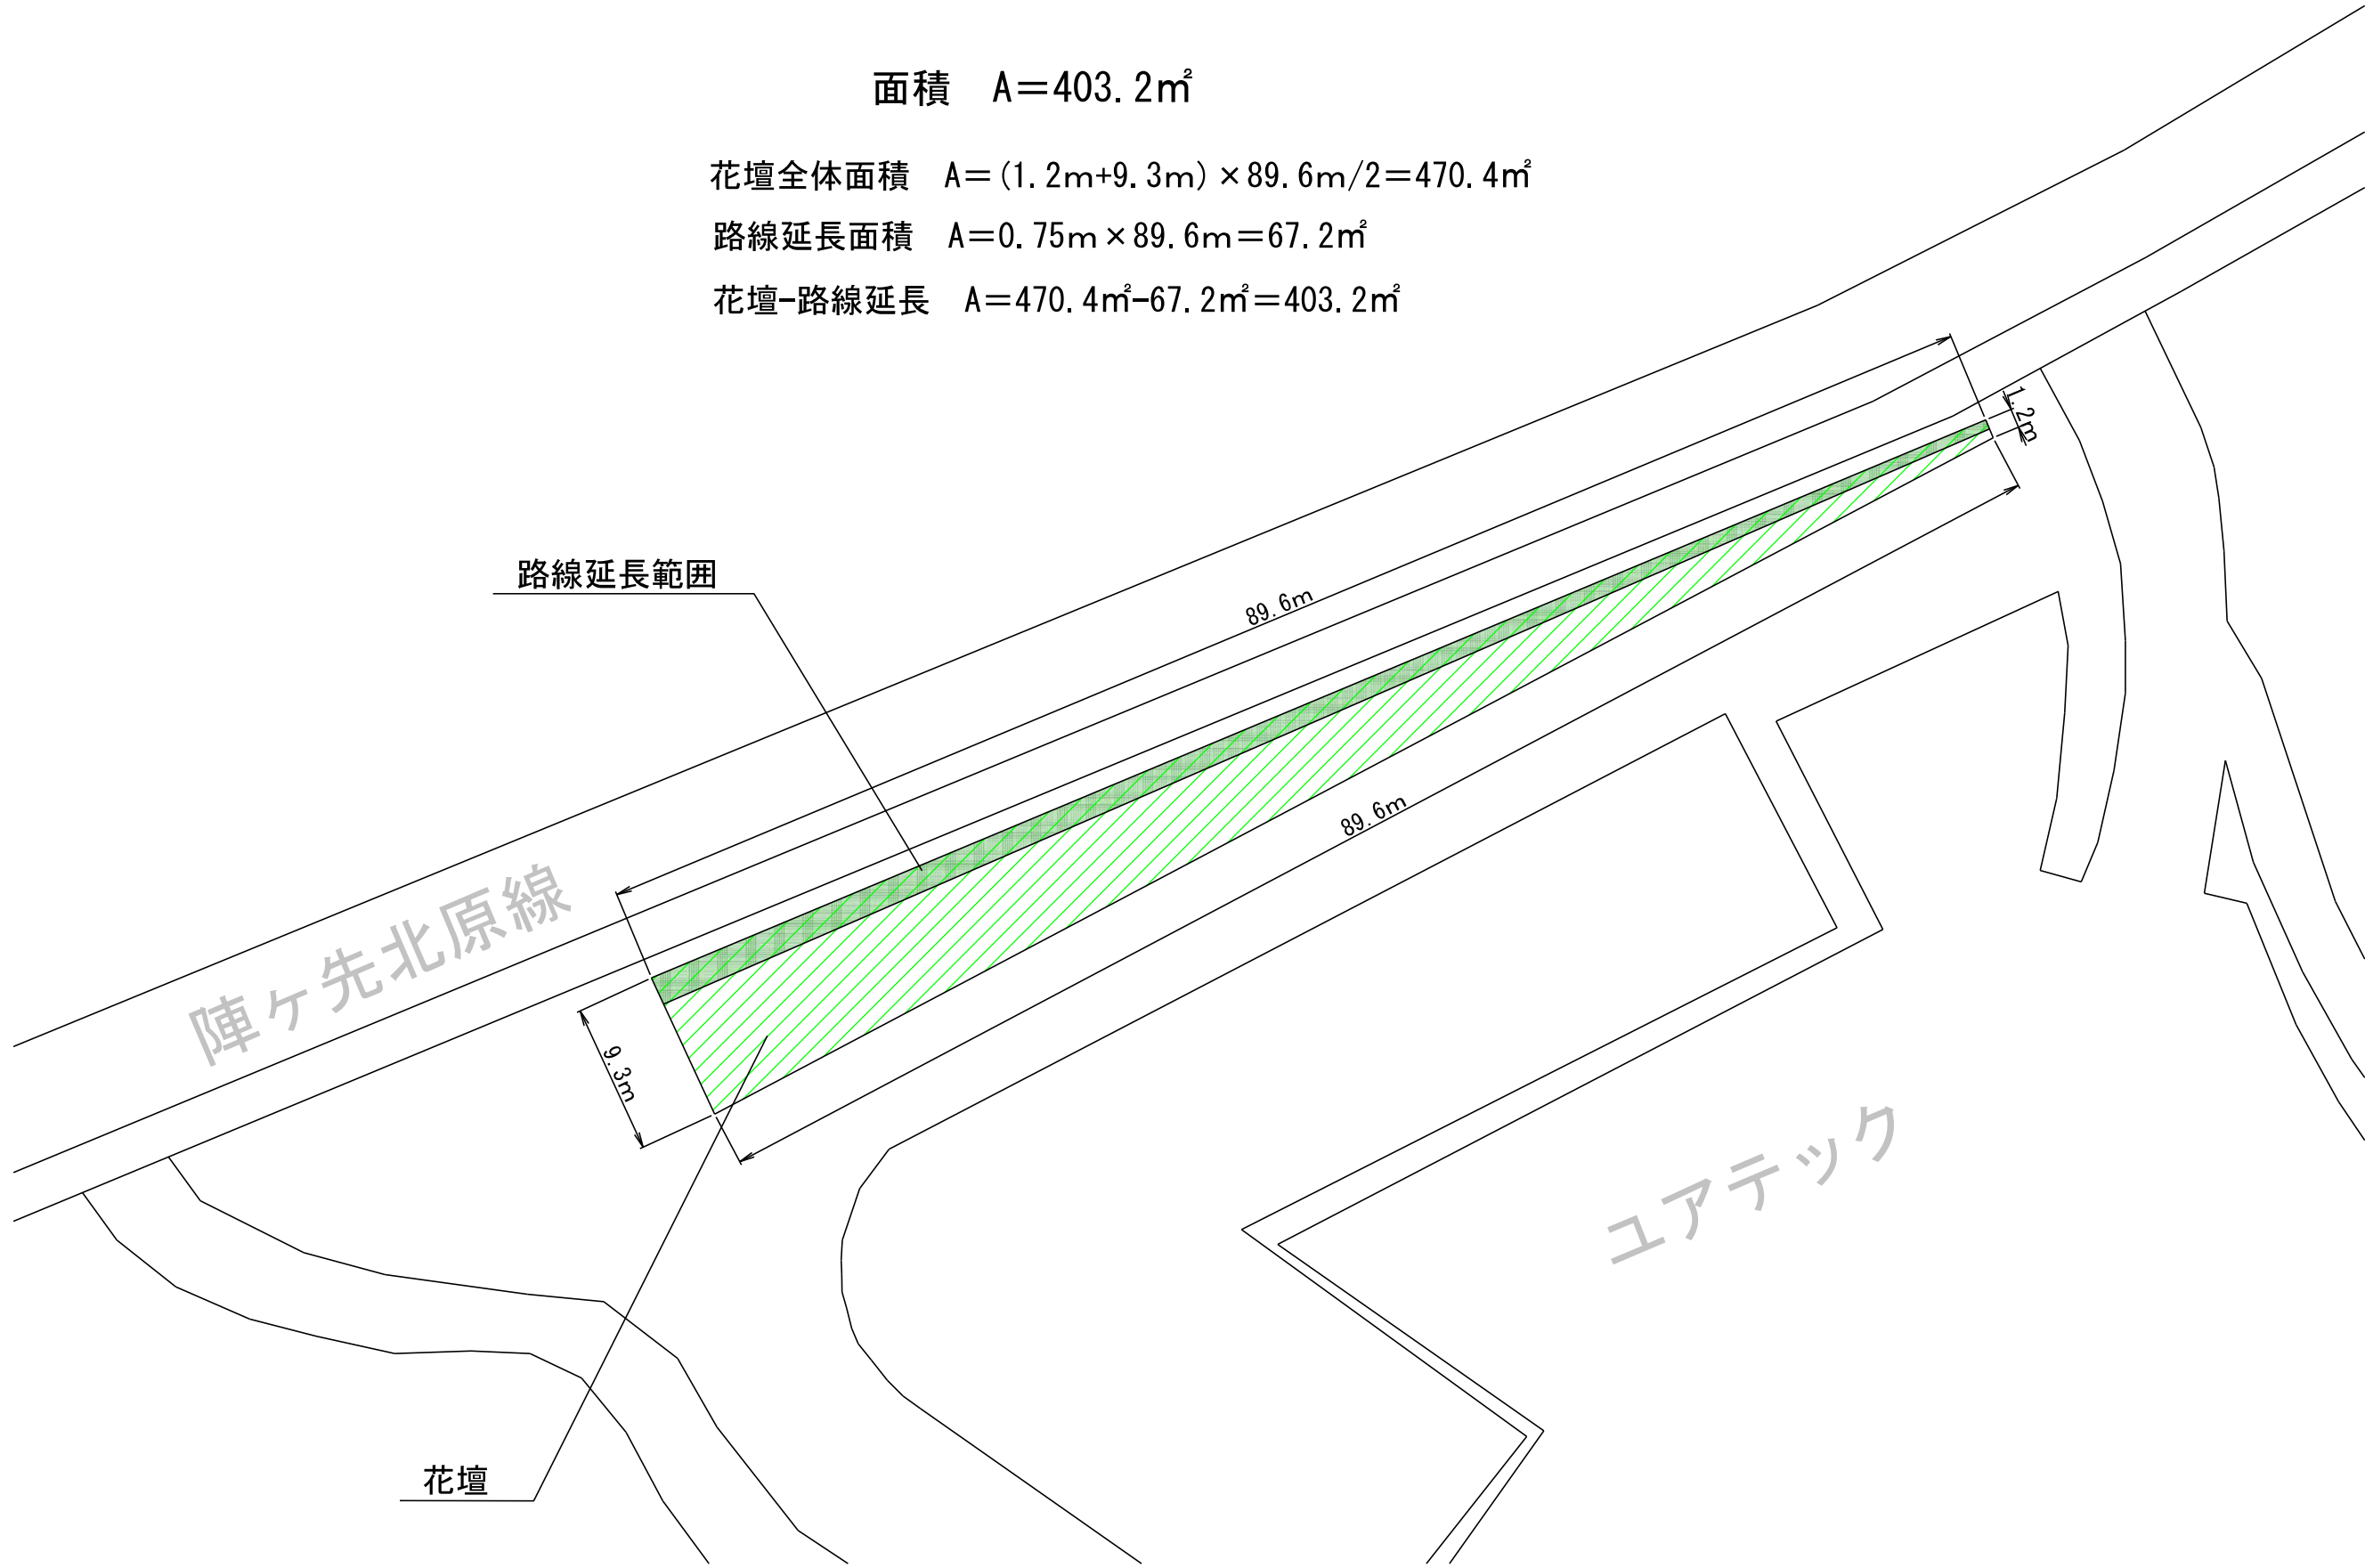 面積　A＝403.2㎡
花壇全体面積　A＝(1.2m+9.3m)×89.6m/2＝470.4㎡
路線延長面積　A＝0.75m×89.6m＝67.2㎡
花壇-路線延長　A＝470.4㎡-67.2㎡＝403.2㎡
1.2m
路線延長範囲
89.6m
89.6m
陣ヶ先北原線
9.3m
ユアテック
花壇